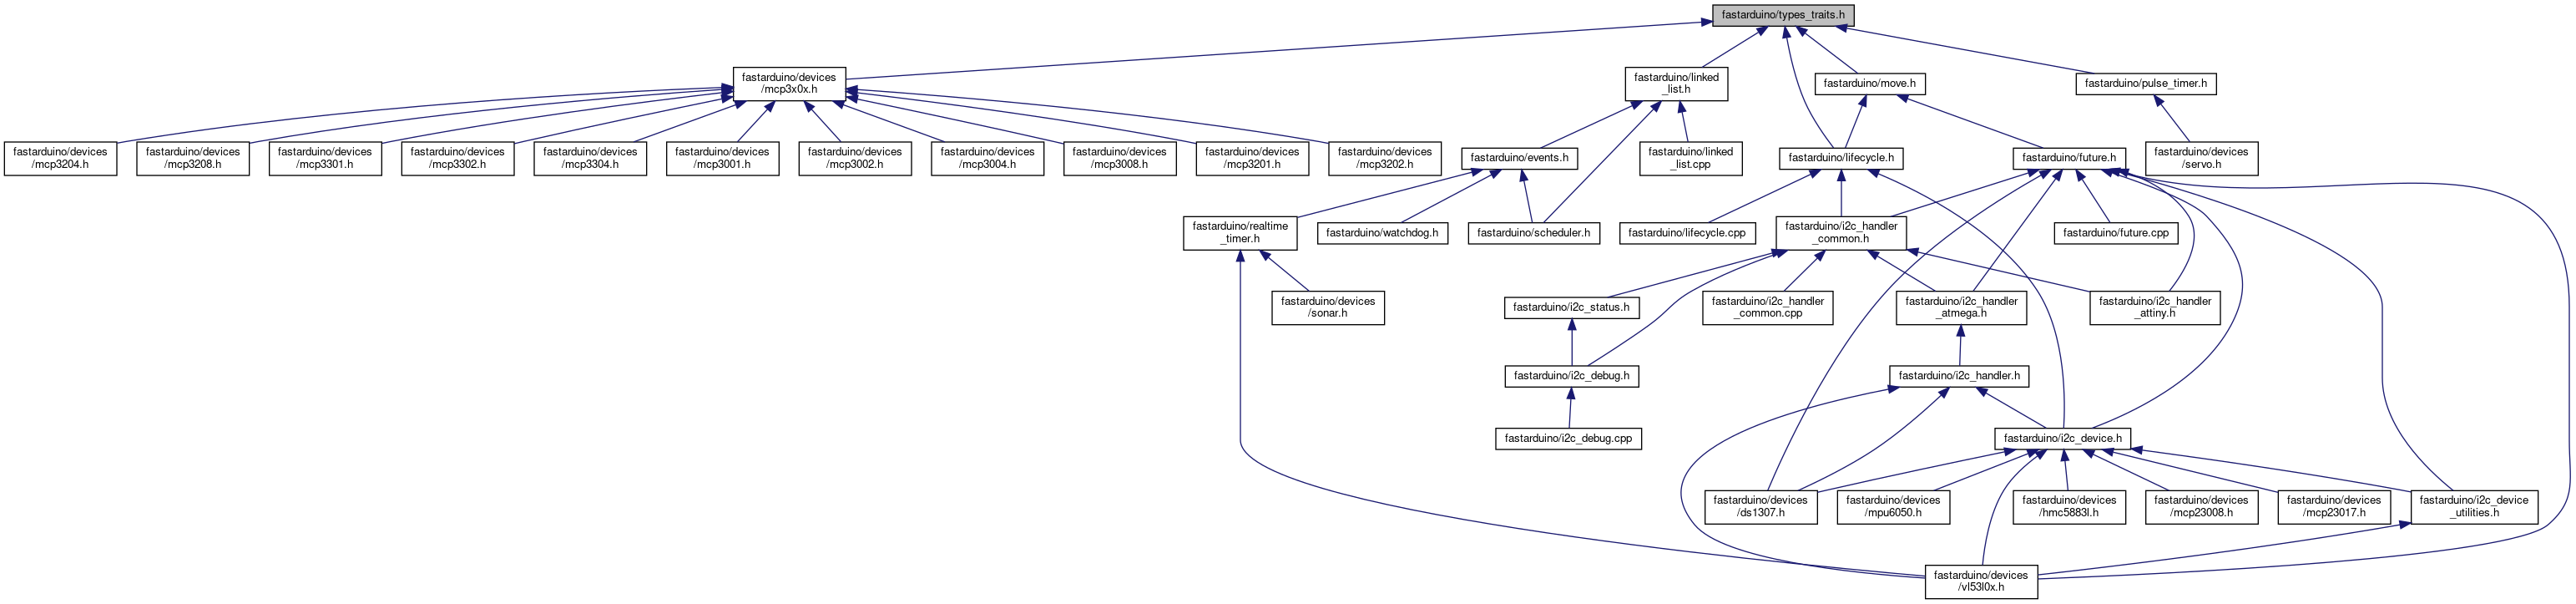 fastarduino/types_traits.h
fastarduino/devices
/mcp3x0x.h
fastarduino/linked
_list.h
fastarduino/move.h
fastarduino/pulse_timer.h
fastarduino/devices
/mcp3204.h
fastarduino/devices
/mcp3208.h
fastarduino/devices
/mcp3301.h
fastarduino/devices
/mcp3302.h
fastarduino/devices
/mcp3304.h
fastarduino/devices
/mcp3001.h
fastarduino/devices
/mcp3002.h
fastarduino/devices
/mcp3004.h
fastarduino/devices
/mcp3008.h
fastarduino/devices
/mcp3201.h
fastarduino/devices
/mcp3202.h
fastarduino/events.h
fastarduino/linked
_list.cpp
fastarduino/lifecycle.h
fastarduino/future.h
fastarduino/devices
/servo.h
fastarduino/realtime
_timer.h
fastarduino/watchdog.h
fastarduino/scheduler.h
fastarduino/lifecycle.cpp
fastarduino/i2c_handler
_common.h
fastarduino/future.cpp
fastarduino/devices
/sonar.h
fastarduino/i2c_status.h
fastarduino/i2c_handler
_common.cpp
fastarduino/i2c_handler
_atmega.h
fastarduino/i2c_handler
_attiny.h
fastarduino/i2c_debug.h
fastarduino/i2c_handler.h
fastarduino/i2c_debug.cpp
fastarduino/i2c_device.h
fastarduino/devices
/ds1307.h
fastarduino/devices
/mpu6050.h
fastarduino/devices
/hmc5883l.h
fastarduino/devices
/mcp23008.h
fastarduino/devices
/mcp23017.h
fastarduino/i2c_device
_utilities.h
fastarduino/devices
/vl53l0x.h